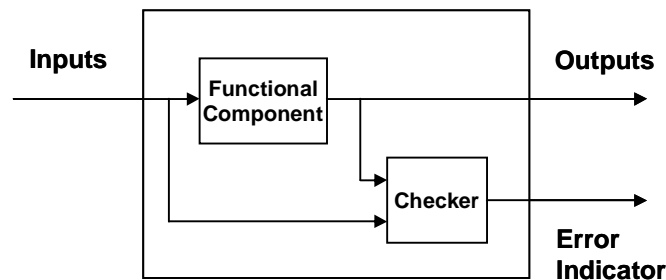 Inputs
Functional
Component
Outputs
Checker
Error
Indicator